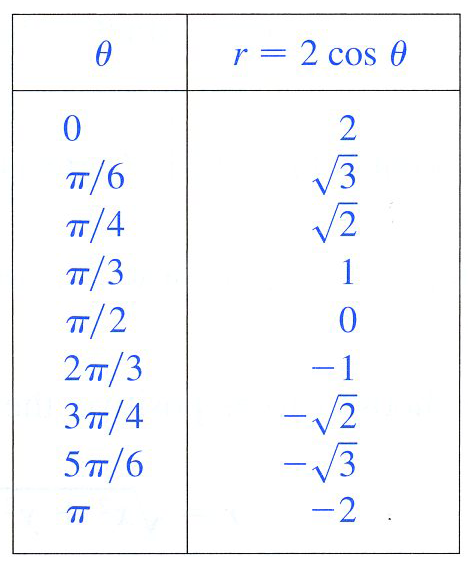 θ r = 2 cos θ
0 2
π/6 √3
π/4 √2
π/3 1
π/2 0
2π/3 −1
3π/4 −√2
5π/6 −√3
π −2